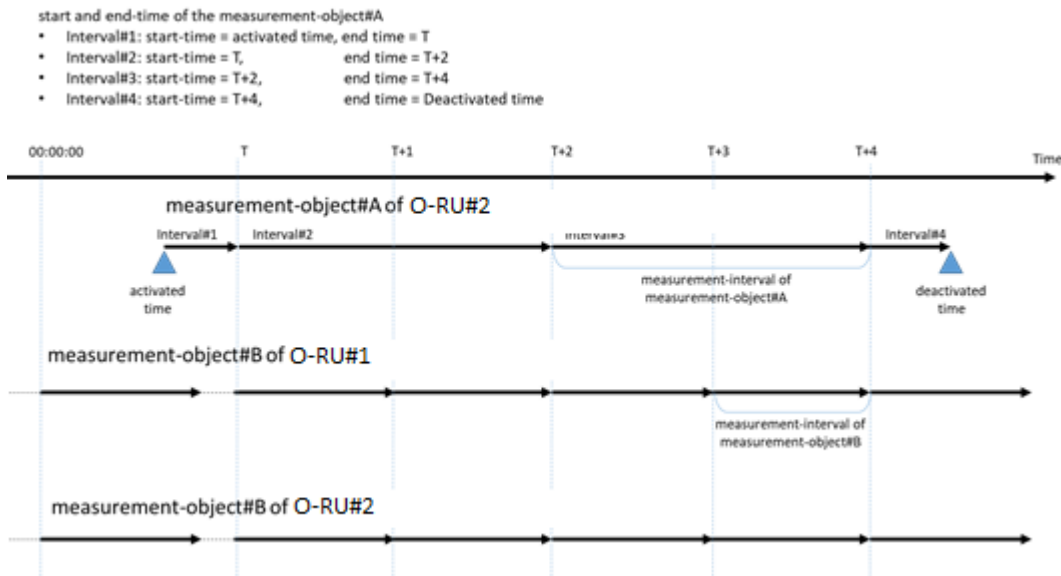 start and end-time of the measurement-object#A
• Interval#1: start-time = activated time, end time = T
• Interval#2: start-time = T, end time = T+2
• Interval#3: start-time = T+2, end time = T+4
• Interval#4: start-time = T+4, end time = Deactivated time
00:00:00 T T+1 T+2 T+3 T+4 Time
measurement-object#A of O-RU#2
Interval#1 Interval#2 Interval#3 Interval#4
measurement-interval of
measurement-object#A
activated
time
deactivated
time
measurement-object#B of O-RU#1
measurement-interval of
measurement-object#B
measurement-object#B of O-RU#2